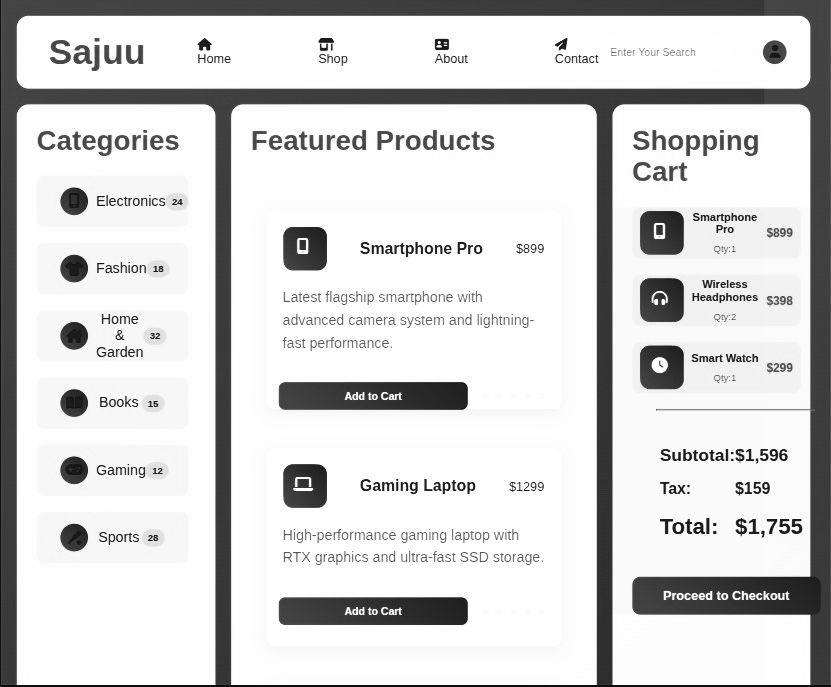 Sajuu
Home
Shop
About
Contact
Enter Your Search
Categories
Electronics 24
Fashion 18
Home
&
Garden
32
Books 15
Gaming 12
Sports 28
Featured Products
Smartphone Pro $899
Latest flagship smartphone with
advanced camera system and lightning-
fast performance.
Add to Cart
Gaming Laptop $1299
High-performance gaming laptop with
RTX graphics and ultra-fast SSD storage.
Add to Cart
Shopping
Cart
Smartphone
Pro
Qty:1
$899
Wireless
Headphones
Qty:2
$398
Smart Watch
Qty:1
$299
Subtotal:$1,596
Tax: $159
Total: $1,755
Proceed to Checkout